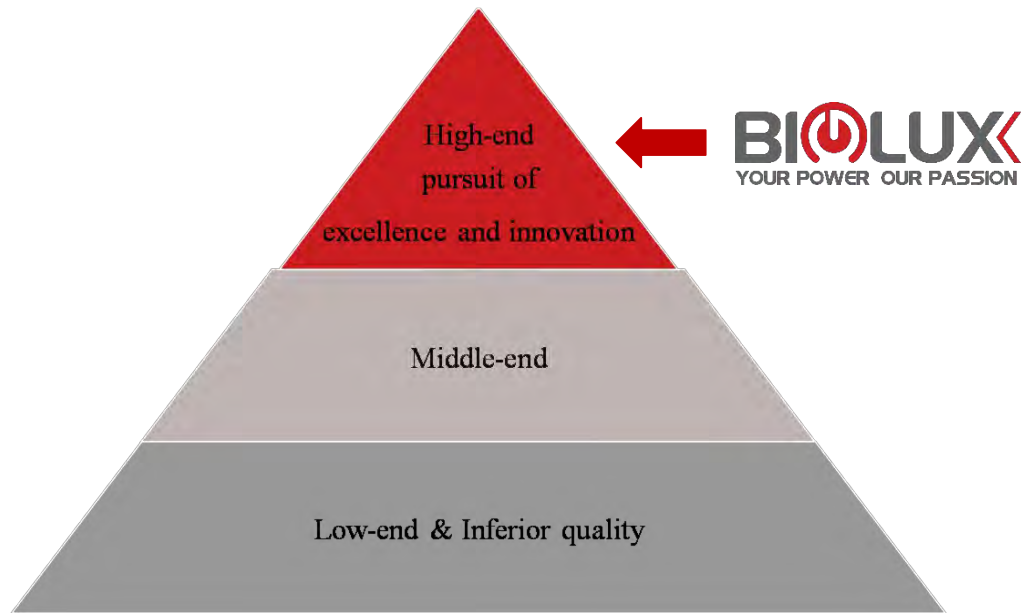 High-end
pursuit of
excellence and innovation
BIOLUX
YOUR POWER OUR PASSION
Middle-end
Low-end & Inferior quality